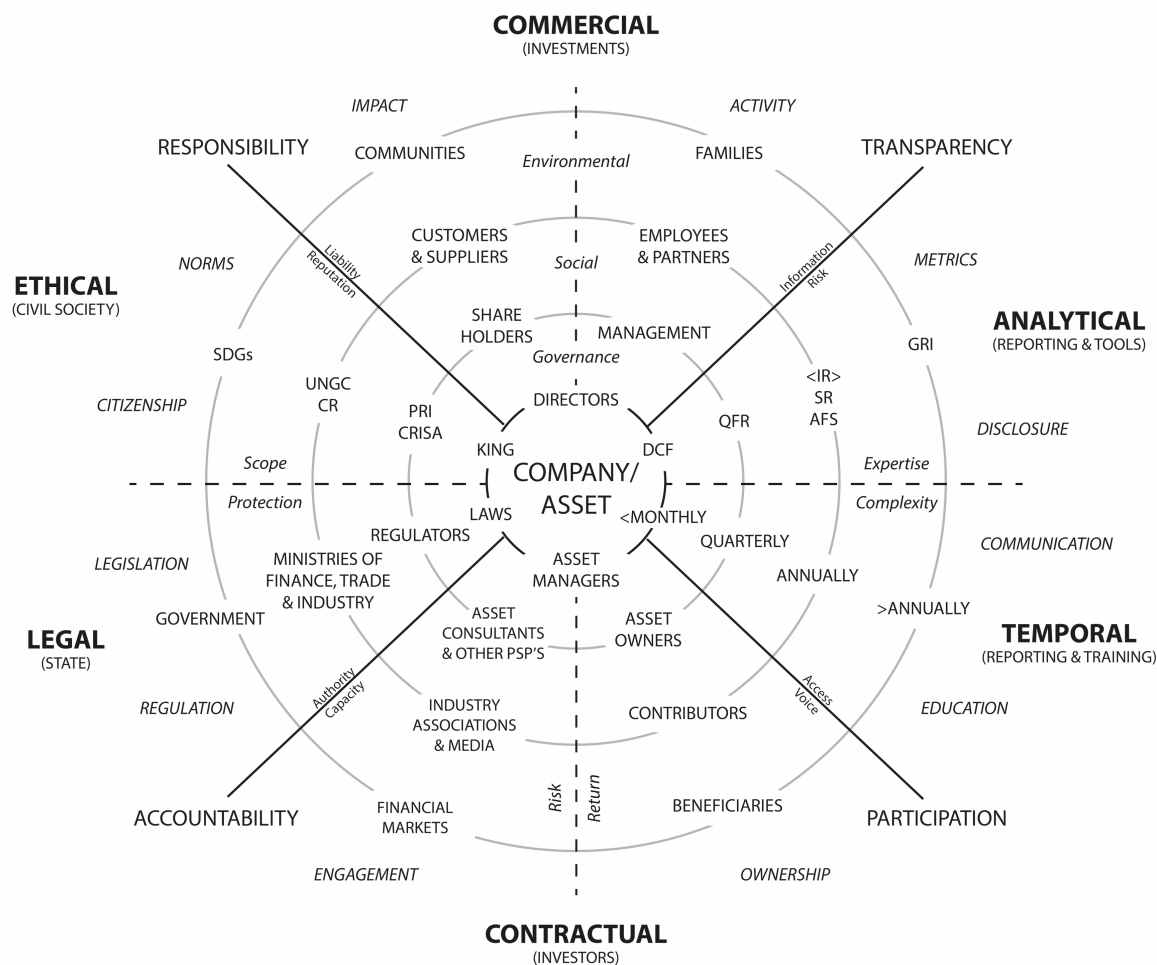 COMMERCIAL
(INVESTMENTS)
IMPACT
ACTIVITY
RESPONSIBILITY
TRANSPARENCY
COMMUNITIES
Environmental
FAMILIES
CUSTOMERS
& SUPPLIERS
EMPLOYEES
& PARTNERS
Social
NORMS
Liability
Reputation
Information
Risk
METRICS
ETHICAL
(CIVIL SOCIETY)
ANALYTICAL
(REPORTING & TOOLS)
SHARE
HOLDERS
MANAGEMENT
Governance
SDGs
GRI
UNGC
CR
<IR>
SR
AFS
DIRECTORS
CITIZENSHIP
PRI
CRISA
QFR
DISCLOSURE
KING
DCF
Scope
Expertise
COMPANY/
ASSET
Protection
Complexity
LAWS
<MONTHLY
REGULATORS
QUARTERLY
COMMUNICATION
LEGISLATION
MINISTRIES OF
FINANCE, TRADE
& INDUSTRY
ASSET
MANAGERS
ANNUALLY
GOVERNMENT
>ANNUALLY
ASSET
CONSULTANTS
& OTHER PSP'S
ASSET
OWNERS
LEGAL
(STATE)
TEMPORAL
(REPORTING & TRAINING)
Authority
Capacity
Access
Voice
REGULATION
EDUCATION
INDUSTRY
ASSOCIATIONS
& MEDIA
CONTRIBUTORS
Risk
Return
ACCOUNTABILITY
FINANCIAL
MARKETS
BENEFICIARIES
PARTICIPATION
ENGAGEMENT
OWNERSHIP
CONTRACTUAL
(INVESTORS)